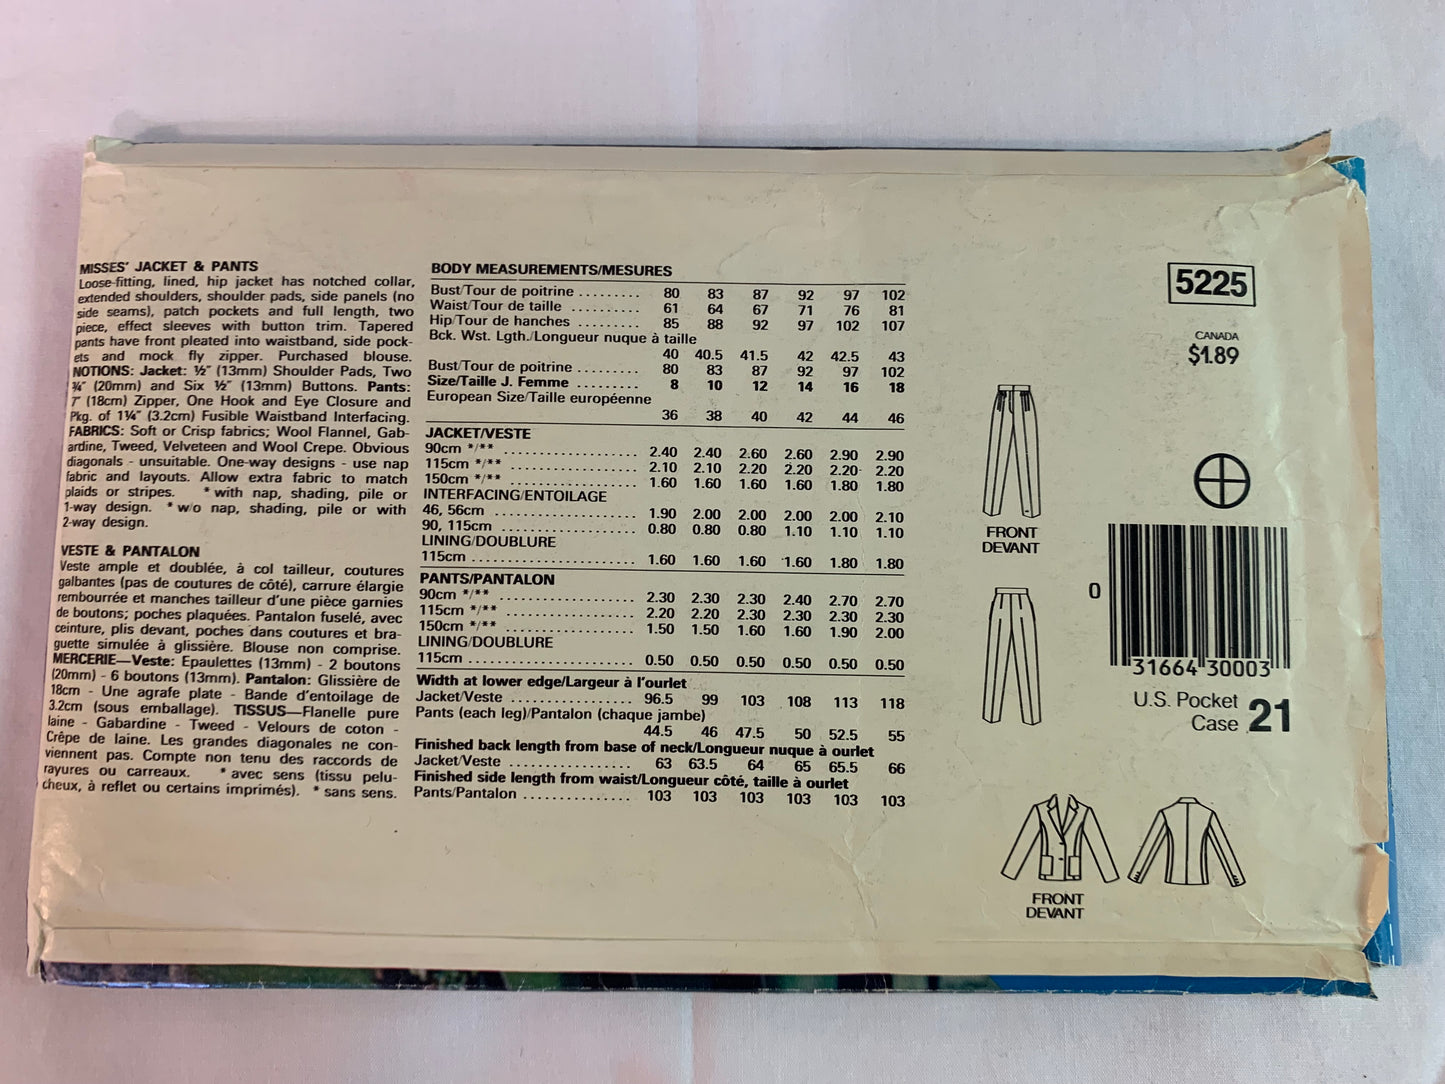 MISSES' JACKET & PANTS
Loose-fitting, lined, hip jacket has notched collar,
extended shoulders, shoulder pads, side panels (no
side seams), patch pockets and full length, two
piece, effect sleeves with button trim. Tapered
pants have front pleated into waistband, side pock-
ets and mock fly zipper. Purchased blouse.
NOTIONS: Jacket: ½" (13mm) Shoulder Pads, Two
¾" (20mm) and Six ½" (13mm) Buttons. Pants:
7" (18cm) Zipper, One Hook and Eye Closure and
Pkg. of 1¼" (3.2cm) Fusible Waistband Interfacing.
FABRICS: Soft or Crisp fabrics; Wool Flannel, Gab-
ardine, Tweed, Velveteen and Wool Crepe. Obvious
diagonals - unsuitable. One-way designs - use nap
fabric and layouts. Allow extra fabric to match
plaids or stripes. *with nap, shading, pile or
1-way design. *w/o nap, shading, pile or with
2-way design.
VESTE & PANTALON
Veste ample et doublée, à col tailleur, coutures
galbantes (pas de coutures de côté), carrure élargie
rembourrée et manches tailleur d'une pièce garnies
de boutons; poches plaquées. Pantalon fuselé, avec
ceinture, plis devant, poches dans coutures et bra-
guette simulée à glissière. Blouse non comprise.
MERCERIE—Veste: Epaulettes (13mm) - 2 boutons
(20mm) - 6 boutons (13mm). Pantalon: Glissière de
18cm - Une agrafe plate - Bande d'entoilage de
3.2cm (sous emballage). TISSUS—Flanelle pure
laine - Gabardine - Tweed - Velours de coton -
Crêpe de laine. Les grandes diagonales ne con-
viennent pas. Compte non tenu des raccords de
rayures ou carreaux. *avec sens (tissu pelu-
cheux, à reflet ou certains imprimés). *sans sens.
BODY MEASUREMENTS/MESURES
Bust/Tour de poitrine ......... 80 83 87 92 97 102
Waist/Tour de taille ......... 61 64 67 71 76 81
Hip/Tour de hanches ......... 85 88 92 97 102 107
Bck. Wst. Lgth./Longueur nuque à taille
40 40.5 41.5 42 42.5 43
Bust/Tour de poitrine ......... 80 83 87 92 97 102
Size/Taille J. Femme ......... 8 10 12 14 16 18
European Size/Taille européenne
36 38 40 42 44 46
JACKET/VESTE
90cm */** .................. 2.40 2.40 2.60 2.60 2.90 2.90
115cm */** ................. 2.10 2.10 2.20 2.20 2.20 2.20
150cm */** ................. 1.60 1.60 1.60 1.60 1.80 1.80
INTERFACING/ENTOILAGE
46, 56cm .................. 1.90 2.00 2.00 2.00 2.00 2.10
90, 115cm .................. 0.80 0.80 0.80 1.10 1.10 1.10
LINING/DOUBLURE
115cm ...................... 1.60 1.60 1.60 1.60 1.80 1.80
PANTS/PANTALON
90cm */** .................. 2.30 2.30 2.30 2.40 2.70 2.70
115cm */** ................. 2.20 2.20 2.30 2.30 2.30 2.30
150cm */** ................. 1.50 1.50 1.60 1.60 1.90 2.00
LINING/DOUBLURE
115cm ...................... 0.50 0.50 0.50 0.50 0.50 0.50
Width at lower edge/Largeur à l'ourlet
Jacket/Veste ................ 96.5 99 103 108 113 118
Pants (each leg)/Pantalon (chaque jambe)
44.5 46 47.5 50 52.5 55
Finished back length from base of neck/Longueur nuque à ourlet
Jacket/Veste ................ 63 63.5 64 65 65.5 66
Finished side length from waist/Longueur côté, taille à ourlet
Pants/Pantalon ............... 103 103 103 103 103 103
5225
CANADA
$1.89
FRONT
DEVANT
0
31664 30003
U.S. Pocket
Case 21
FRONT
DEVANT